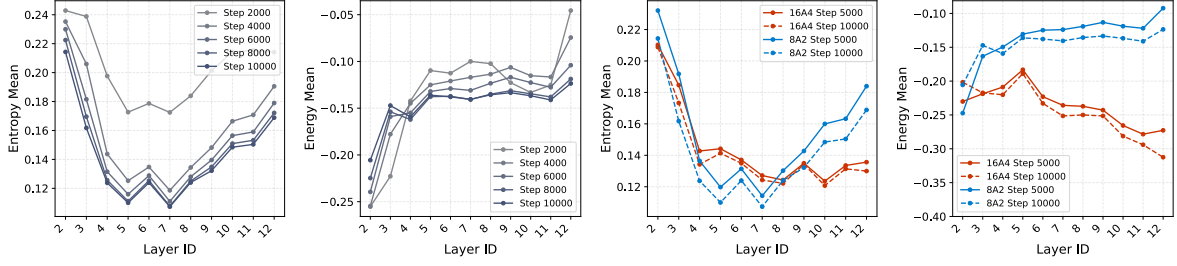 0.24
0.22
0.20
0.18
0.16
0.14
0.12
Entropy Mean
2
3
4
5
6
7
8
9
10
11
12
Layer ID
Step 2000
Step 4000
Step 6000
Step 8000
Step 10000
−0.05
−0.10
−0.15
−0.20
−0.25
Energy Mean
2
3
4
5
6
7
8
9
10
11
12
Layer ID
Step 2000
Step 4000
Step 6000
Step 8000
Step 10000
0.22
0.20
0.18
0.16
0.14
0.12
Entropy Mean
2
3
4
5
6
7
8
9
10
11
12
Layer ID
16A4 Step 5000
16A4 Step 10000
8A2 Step 5000
8A2 Step 10000
−0.10
−0.15
−0.20
−0.25
−0.30
−0.35
−0.40
Energy Mean
2
3
4
5
6
7
8
9
10
11
12
Layer ID
16A4 Step 5000
16A4 Step 10000
8A2 Step 5000
8A2 Step 10000